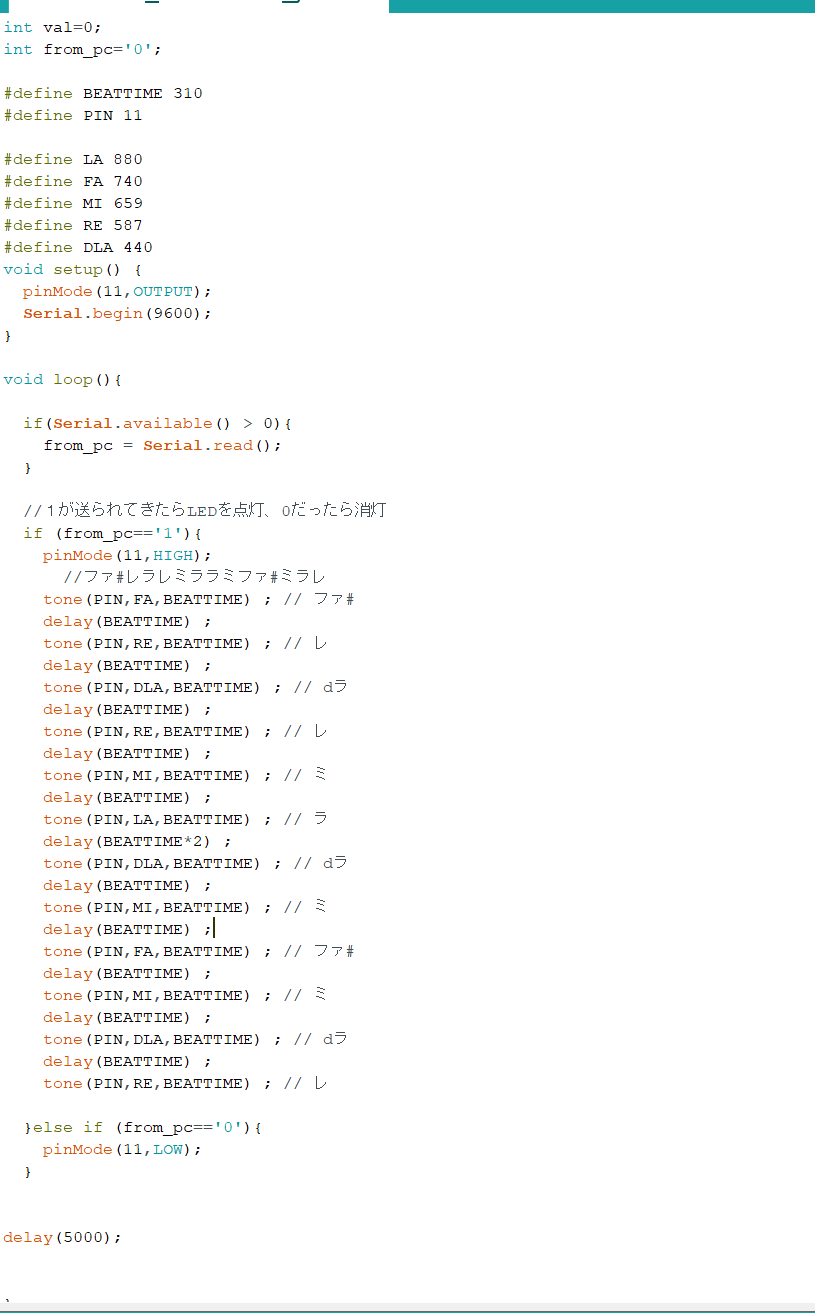 int val=0;
int from_pc='0';
#define BEATTIME 310
#define PIN 11
#define LA 880
#define FA 740
#define MI 659
#define RE 587
#define DLA 440
void setup() {
pinMode(11,OUTPUT);
Serial.begin(9600);
}
void loop(){
if(Serial.available() > 0){
from_pc = Serial.read();
}
//１が送られてきたらLEDを点灯、0だったら消灯
if (from_pc=='1'){
pinMode(11,HIGH);
//ファ#レラレミララミファ#ミラレ
tone(PIN,FA,BEATTIME) ; // ファ#
delay(BEATTIME) ;
tone(PIN,RE,BEATTIME) ; // レ
delay(BEATTIME) ;
tone(PIN,DLA,BEATTIME) ; // dラ
delay(BEATTIME) ;
tone(PIN,RE,BEATTIME) ; // レ
delay(BEATTIME) ;
tone(PIN,MI,BEATTIME) ; // ミ
delay(BEATTIME) ;
tone(PIN,LA,BEATTIME) ; // ラ
delay(BEATTIME*2) ;
tone(PIN,DLA,BEATTIME) ; // dラ
delay(BEATTIME) ;
tone(PIN,MI,BEATTIME) ; // ミ
delay(BEATTIME) ;
tone(PIN,FA,BEATTIME) ; // ファ#
delay(BEATTIME) ;
tone(PIN,MI,BEATTIME) ; // ミ
delay(BEATTIME) ;
tone(PIN,DLA,BEATTIME) ; // dラ
delay(BEATTIME) ;
tone(PIN,RE,BEATTIME) ; // レ
}else if (from_pc=='0'){
pinMode(11,LOW);
}
delay(5000);